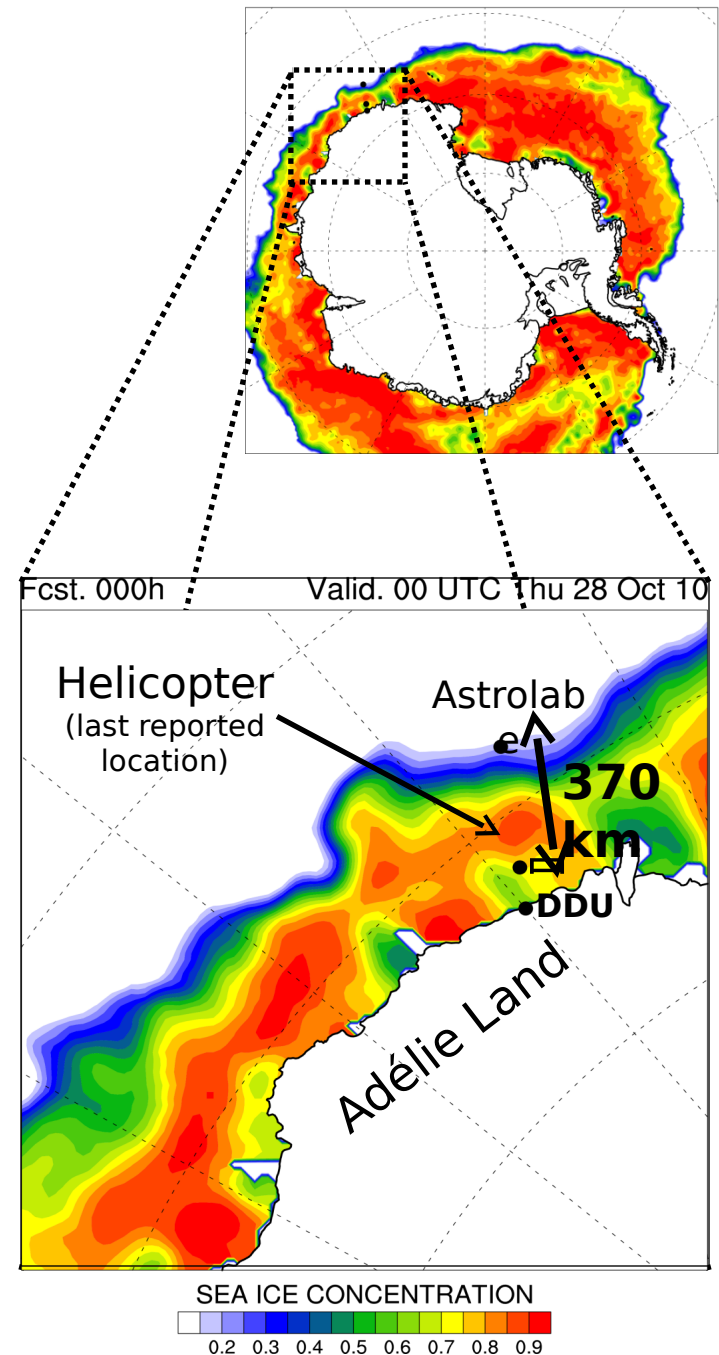 Fcst. 000h Valid. 00 UTC Thu 28 Oct 10
Helicopter
(last reported
location)
Astrolab
e
370
km
DDU
Adélie Land
SEA ICE CONCENTRATION
0.2 0.3 0.4 0.5 0.6 0.7 0.8 0.9